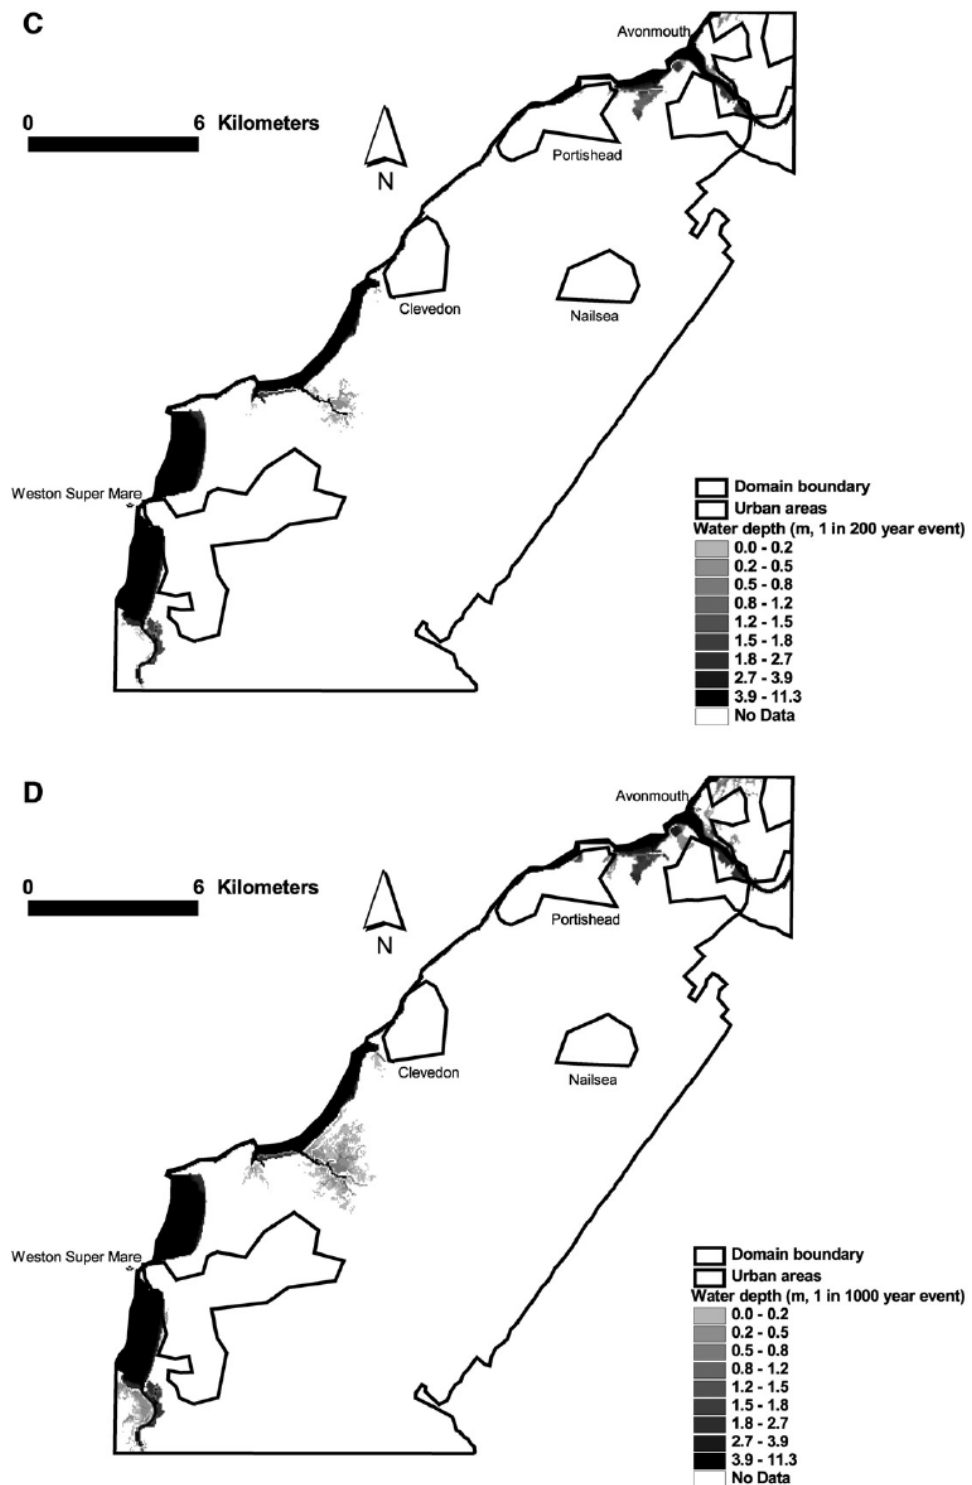 C
Avonmouth
0 6 Kilometers
N
Portishead
Clevedon
Nailsea
Weston Super Mare
Domain boundary
Urban areas
Water depth (m, 1 in 200 year event)
0.0 - 0.2
0.2 - 0.5
0.5 - 0.8
0.8 - 1.2
1.2 - 1.5
1.5 - 1.8
1.8 - 2.7
2.7 - 3.9
3.9 - 11.3
No Data
D
Avonmouth
0 6 Kilometers
N
Portishead
Clevedon
Nailsea
Weston Super Mare
Domain boundary
Urban areas
Water depth (m, 1 in 1000 year event)
0.0 - 0.2
0.2 - 0.5
0.5 - 0.8
0.8 - 1.2
1.2 - 1.5
1.5 - 1.8
1.8 - 2.7
2.7 - 3.9
3.9 - 11.3
No Data